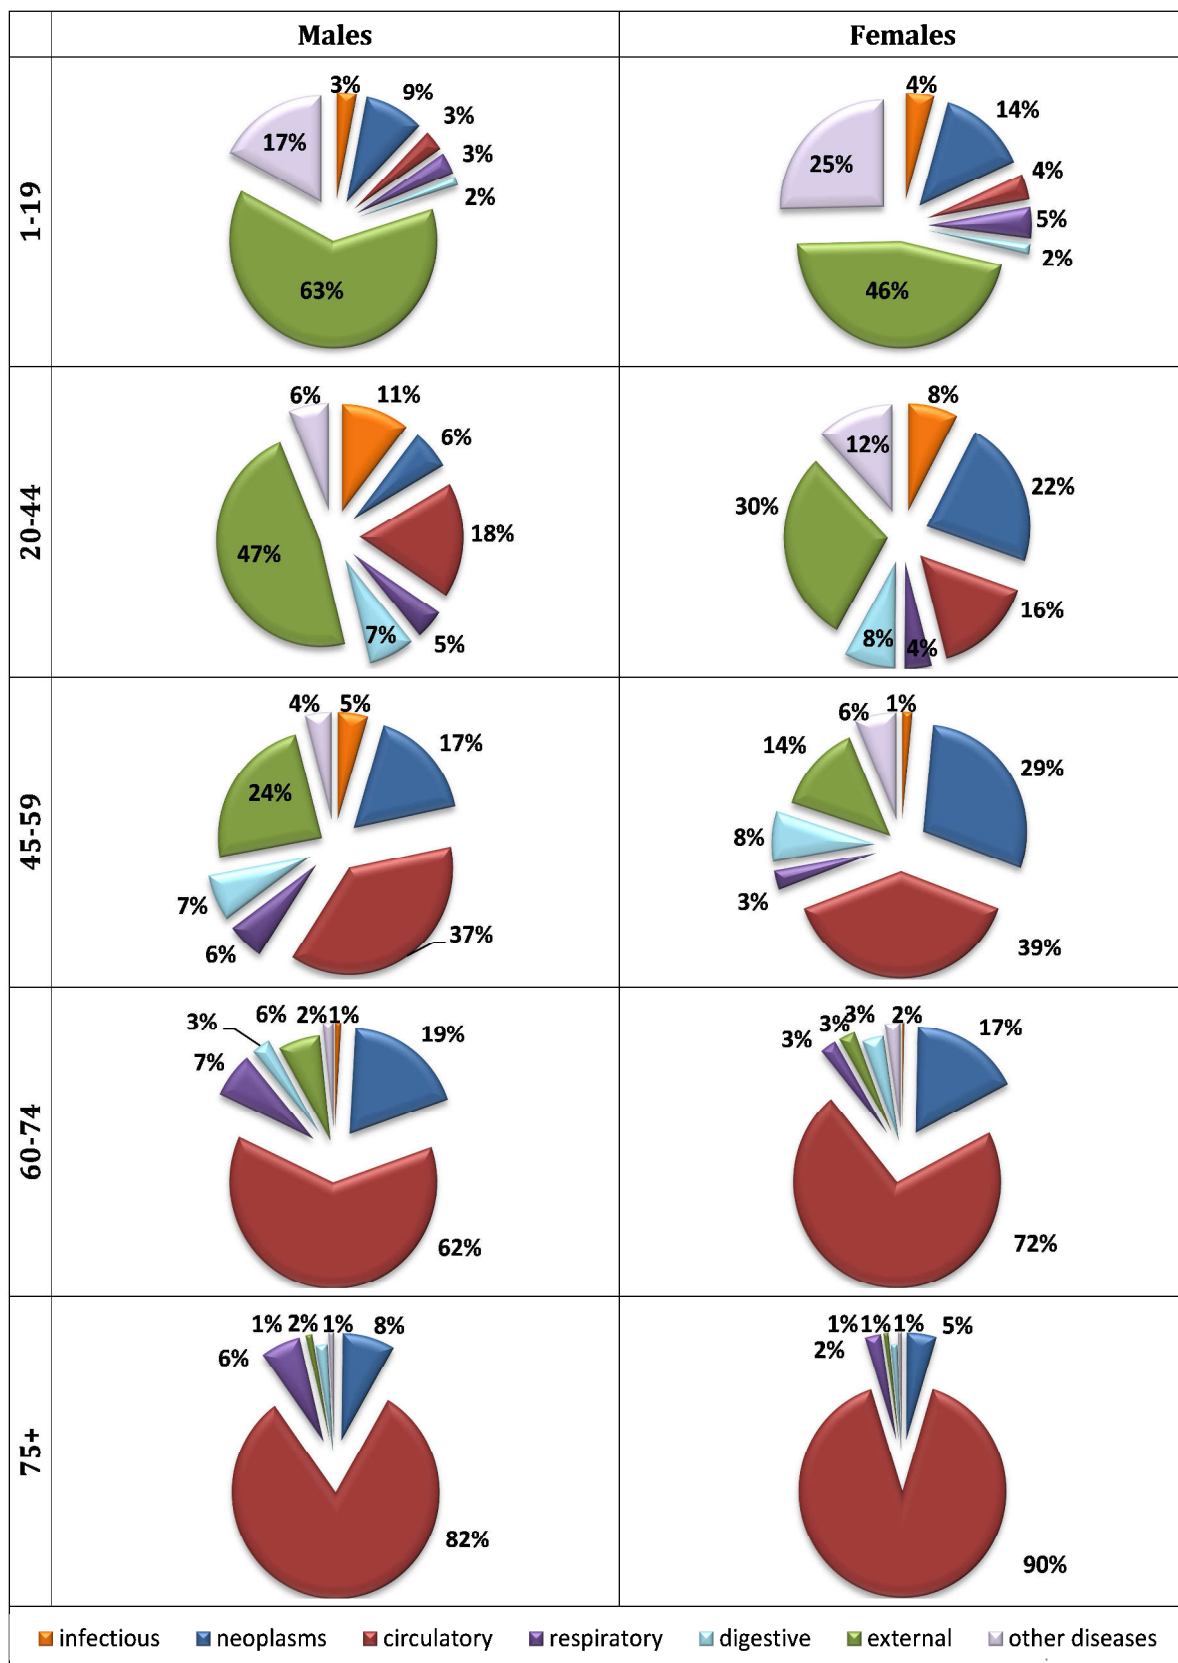 Males Females
1-19
3% 9% 3% 3% 2% 63% 17%
4% 14% 4% 5% 2% 46% 25%
20-44
11% 6% 18% 5% 7% 47% 6%
8% 22% 16% 4% 8% 30% 12%
45-59
5% 17% 37% 6% 7% 24% 4%
1% 29% 39% 3% 8% 14% 6%
60-74
1% 19% 62% 7% 3% 6% 2%
17% 72% 3% 3% 3% 2%
75+
8% 82% 6% 1% 2% 1%
5% 90% 2% 1% 1% 1%
infectious neoplasms circulatory respiratory digestive external other diseases